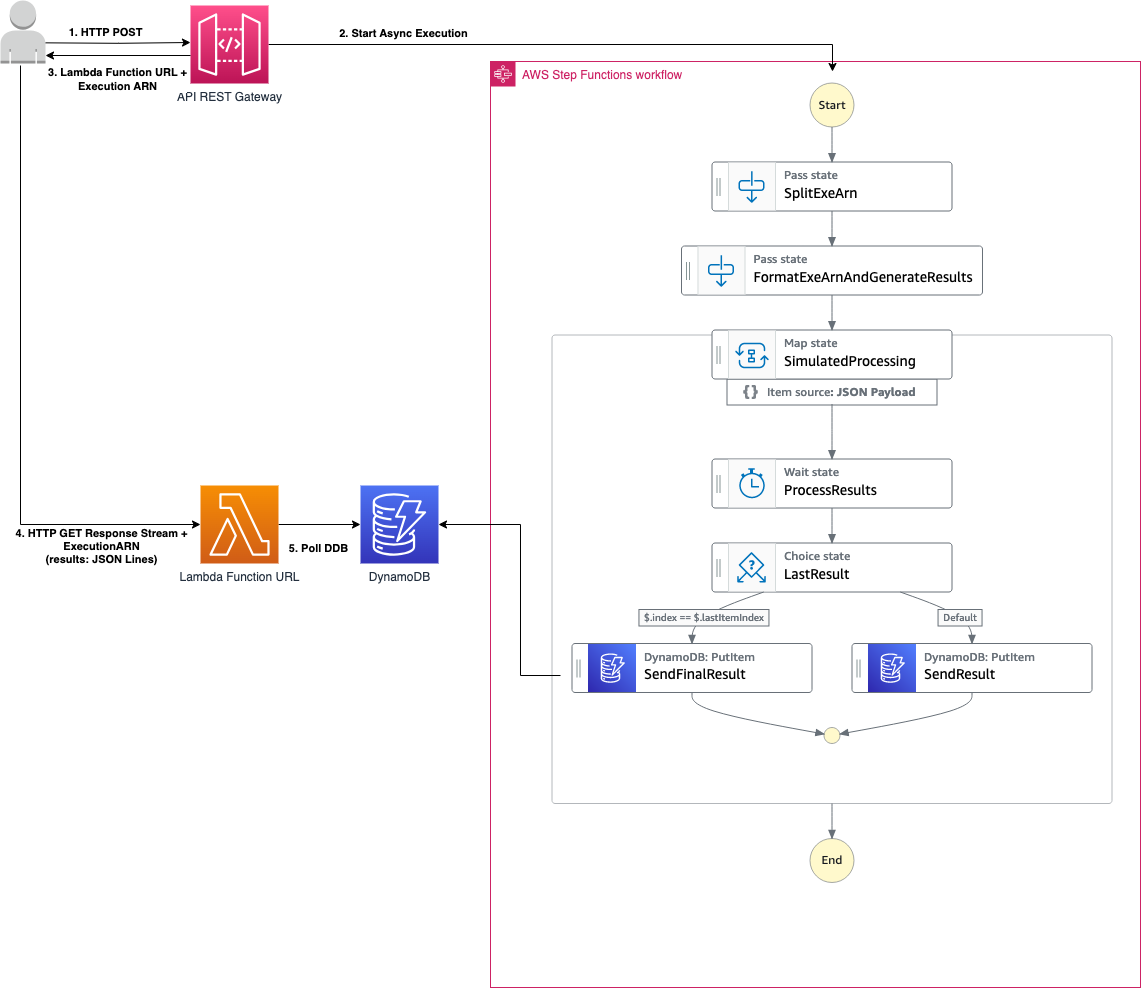 1. HTTP POST
2. Start Async Execution
3. Lambda Function URL +
Execution ARN
API REST Gateway
AWS Step Functions workflow
Start
Pass state
SplitExeArn
Pass state
FormatExeArnAndGenerateResults
Map state
SimulatedProcessing
{} Item source: JSON Payload
Wait state
ProcessResults
4. HTTP GET Response Stream +
ExecutionARN
(results: JSON Lines)
5. Poll DDB
Lambda Function URL
DynamoDB
Choice state
LastResult
$.index == $.lastItemIndex
Default
DynamoDB: PutItem
SendFinalResult
DynamoDB: PutItem
SendResult
End